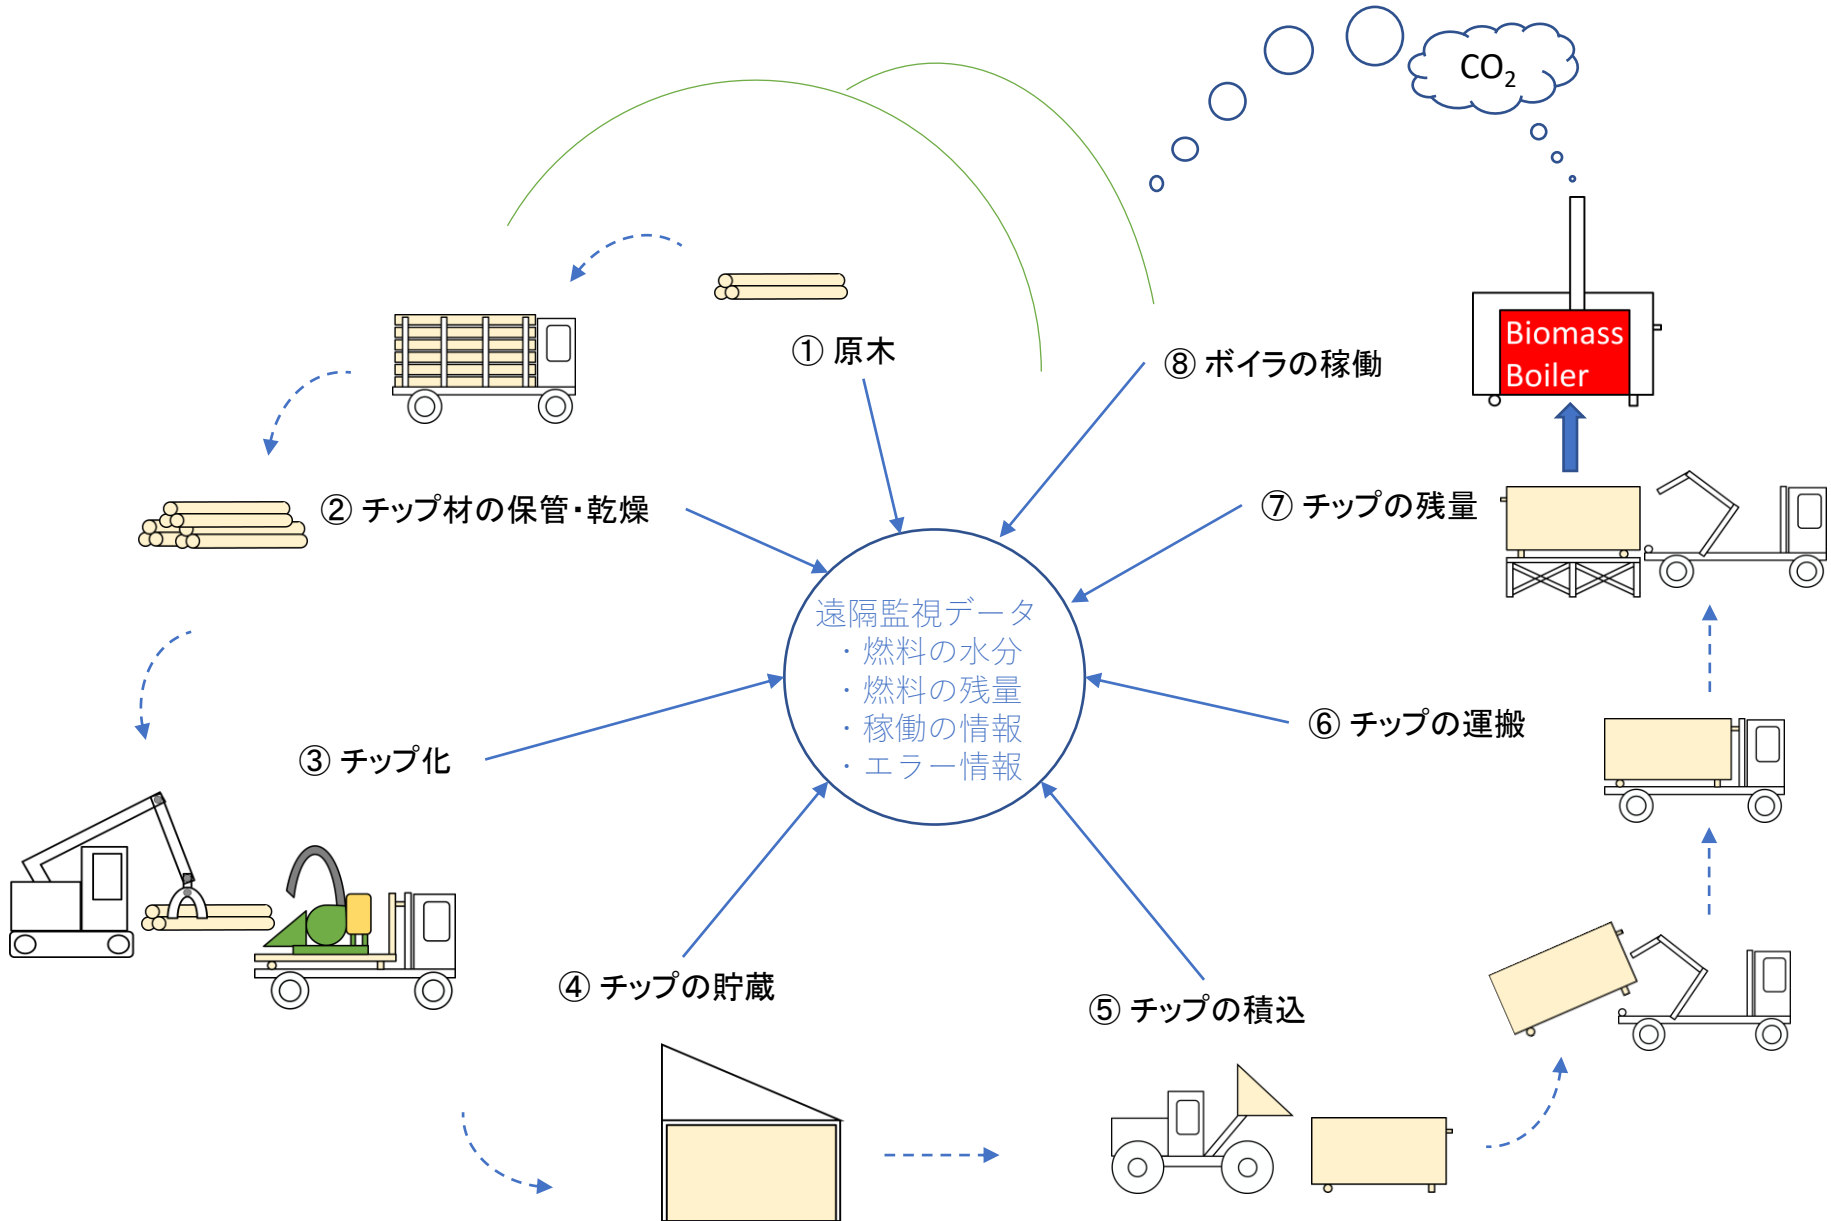 CO₂
Biomass
Boiler
① 原木
⑧ ボイラの稼働
② チップ材の保管・乾燥
⑦ チップの残量
遠隔監視データ
・燃料の水分
・燃料の残量
・稼働の情報
・エラー情報
③ チップ化
⑥ チップの運搬
④ チップの貯蔵
⑤ チップの積込